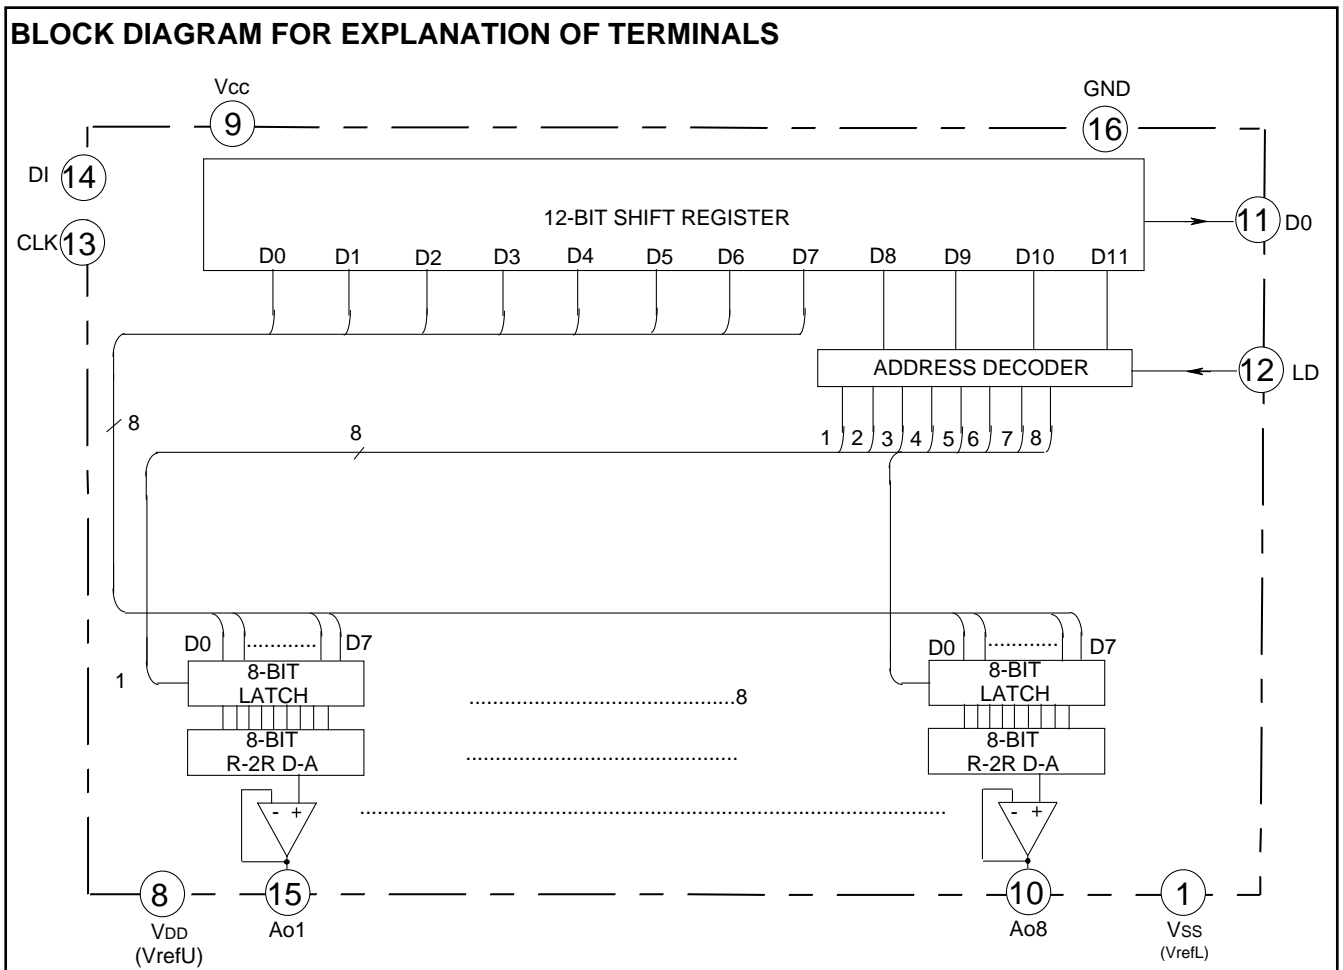 BLOCK DIAGRAM FOR EXPLANATION OF TERMINALS
Vcc
GND
9
16
DI 14
12-BIT SHIFT REGISTER
11 D0
CLK 13
D0 D1 D2 D3 D4 D5 D6 D7 D8 D9 D10 D11
ADDRESS DECODER
12 LD
8
8
1 2 3 4 5 6 7 8
D0 ............ D7
D0 ............ D7
1
8-BIT
LATCH
.........................................8
8-BIT
LATCH
8-BIT
R-2R D-A
.........................................
8-BIT
R-2R D-A
- +
..........................................................................................
- +
8
15
10
1
VDD
(VrefU)
Ao1
Ao8
VSS
(VrefL)